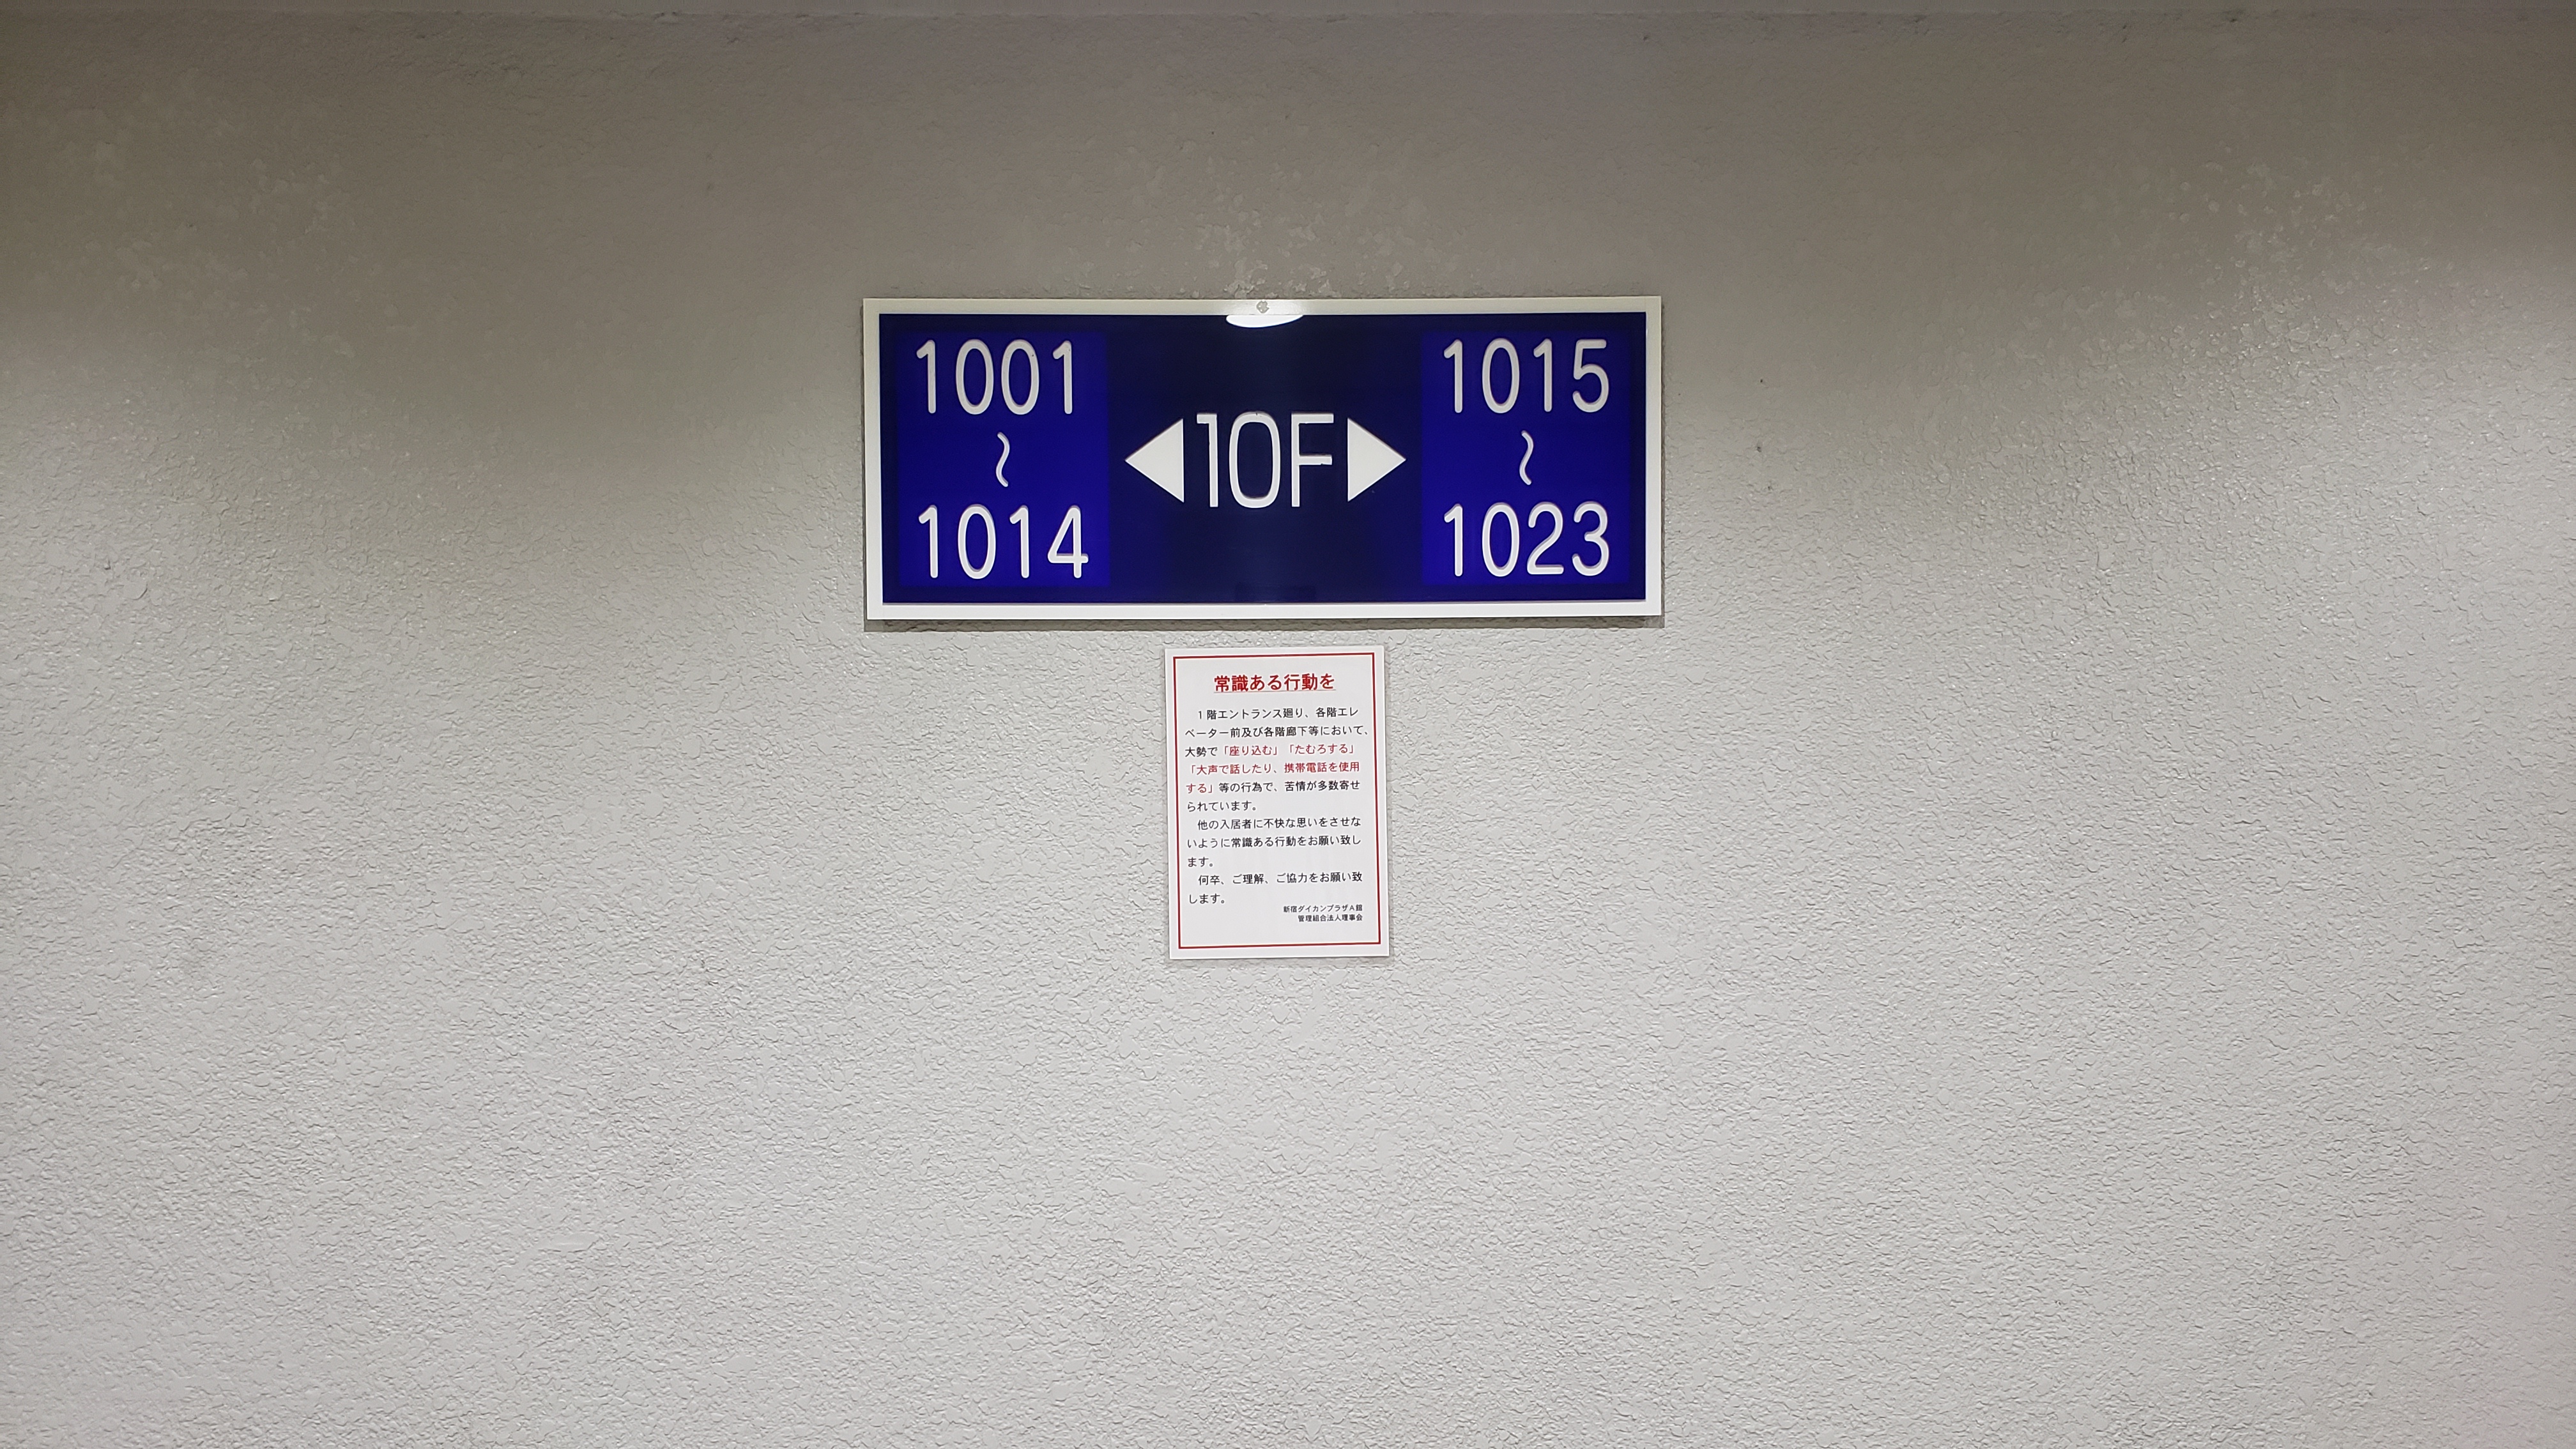 1001
~
1014
◀10F▶
1015
~
1023
常識ある行動を
１階エントランス廻り、各階エレ
ベーター前及び各階廊下等において、
大勢で「座り込む」「たむろする」
「大声で話したり、携帯電話を使用
する」等の行為で、苦情が多数寄せ
られています。
他の入居者に不快な思いをさせな
いように常識ある行動をお願い致し
ます。
何卒、ご理解、ご協力をお願い致
します。
新宿ダイカンプラザＡ館
管理組合法人理事会